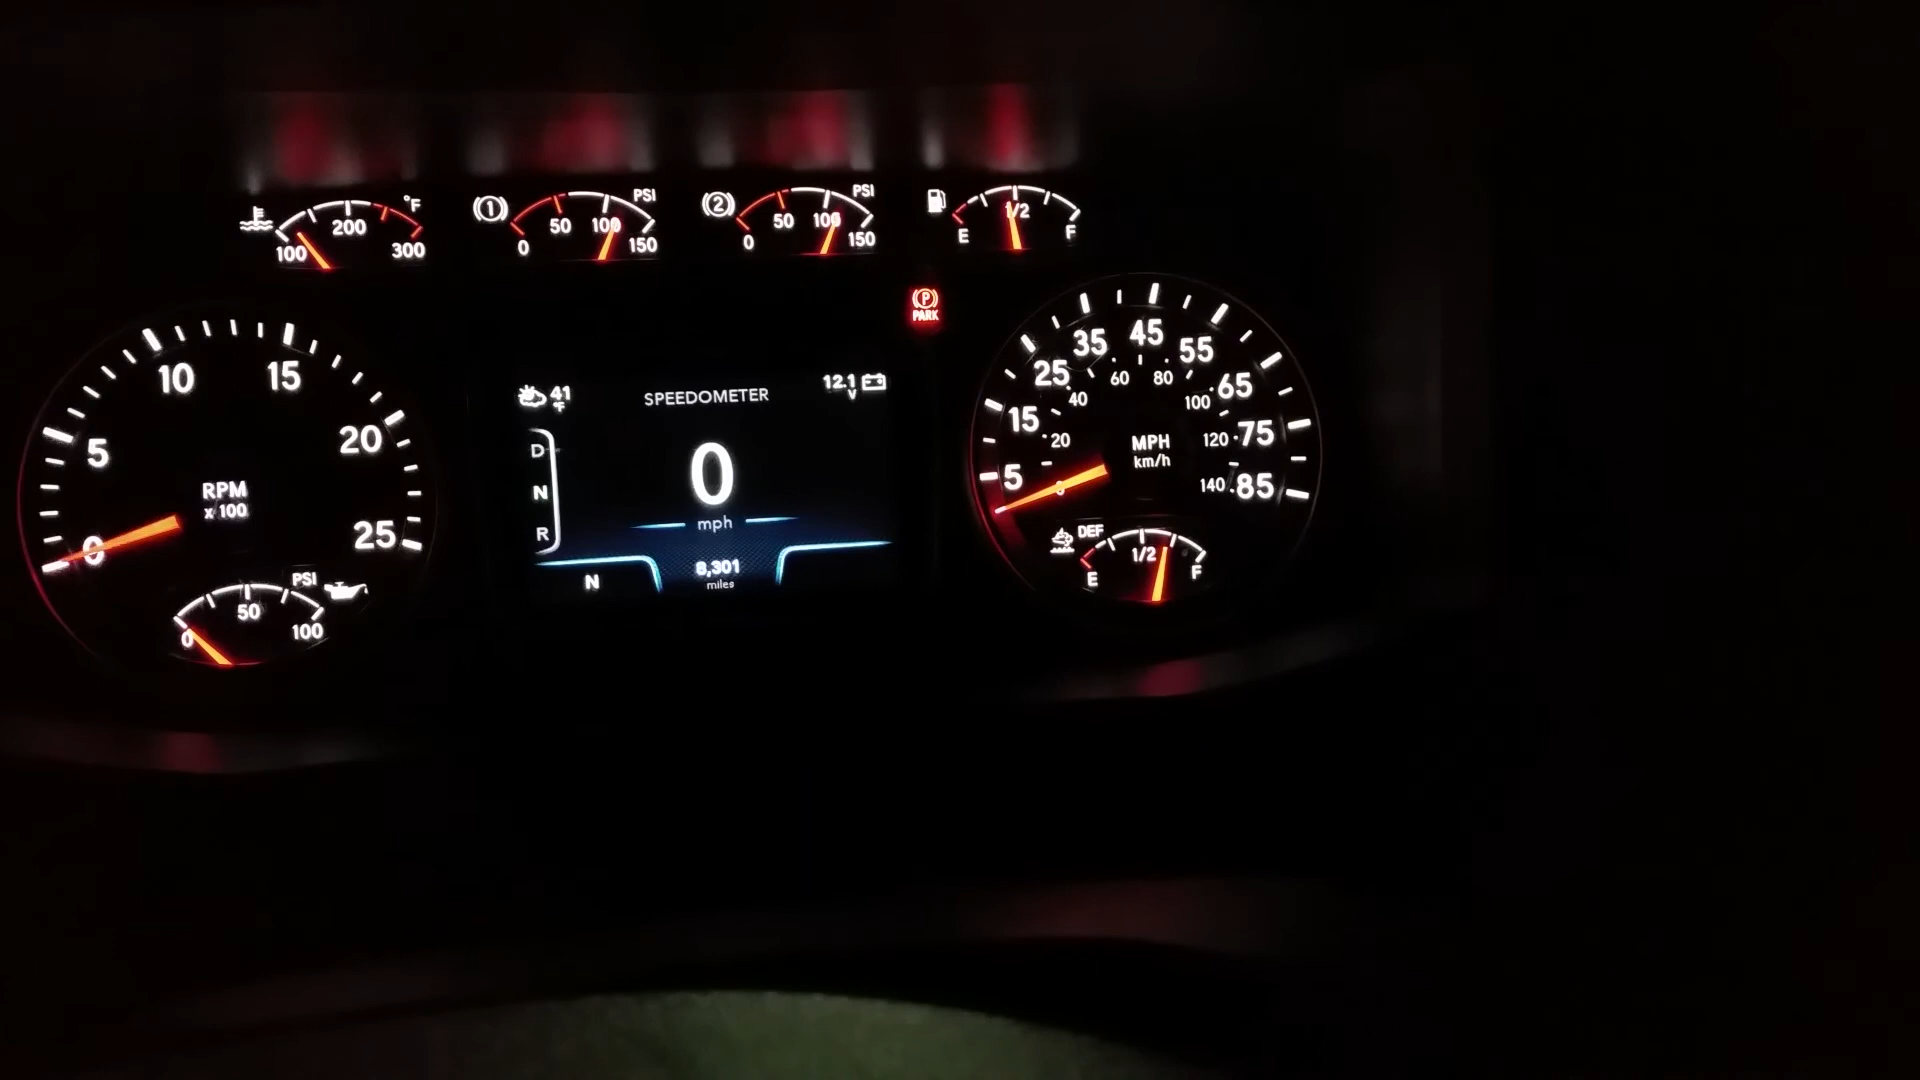 °F
100 200 300
1 PSI
0 50 100 150
2 PSI
0 50 100 150
E 1/2 F
P
PARK
0 5 10 15 20 25
RPM
x 100
PSI
0 50 100
41
°F
SPEEDOMETER
12.1
V
D
N
R
0
mph
N
8,301
miles
5 15 25 35 45 55 65 75 85
20 40 60 80 100 120 140
MPH
km/h
0
DEF
E 1/2 F